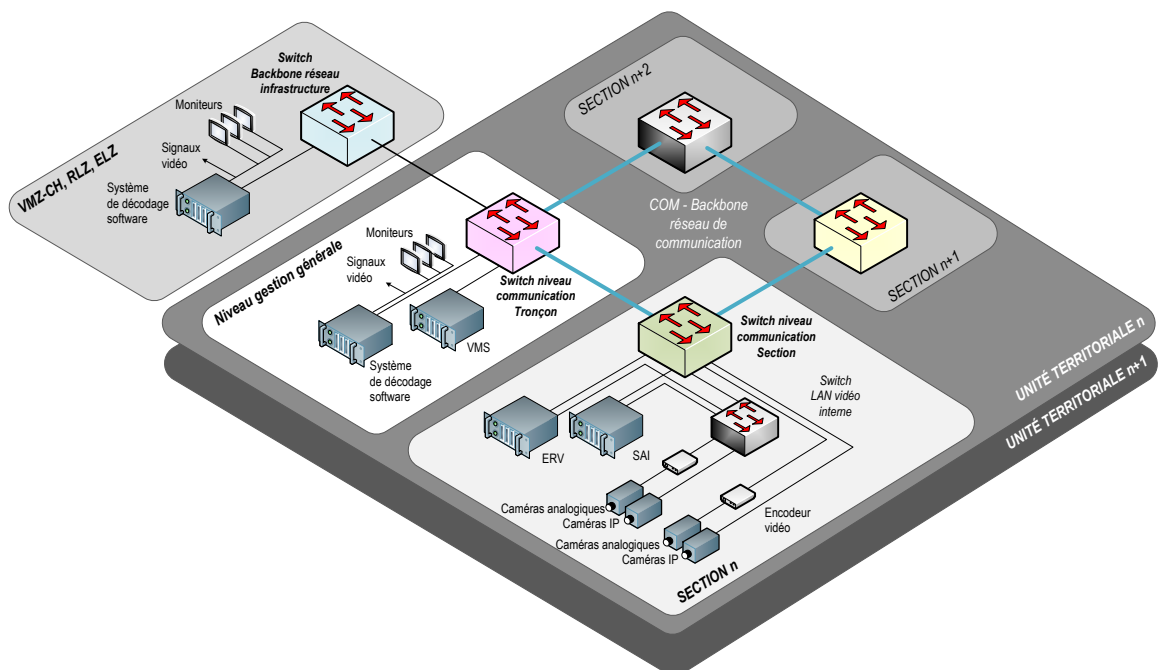 Switch
Backbone réseau
infrastructure
Moniteurs
Signaux
vidéo
Système
de décodage
software
VMZ-CH, RLZ, ELZ
SECTION n+2
COM - Backbone
réseau de
communication
SECTION n+1
Moniteurs
Signaux
vidéo
Switch niveau
communication
Tronçon
Niveau gestion générale
VMS
Système
de décodage
software
Switch niveau
communication
Section
Switch
LAN vidéo
interne
ERV
SAI
Caméras analogiques
Caméras IP
Encodeur
vidéo
Caméras analogiques
Caméras IP
SECTION n
UNITÉ TERRITORIALE n
UNITÉ TERRITORIALE n+1